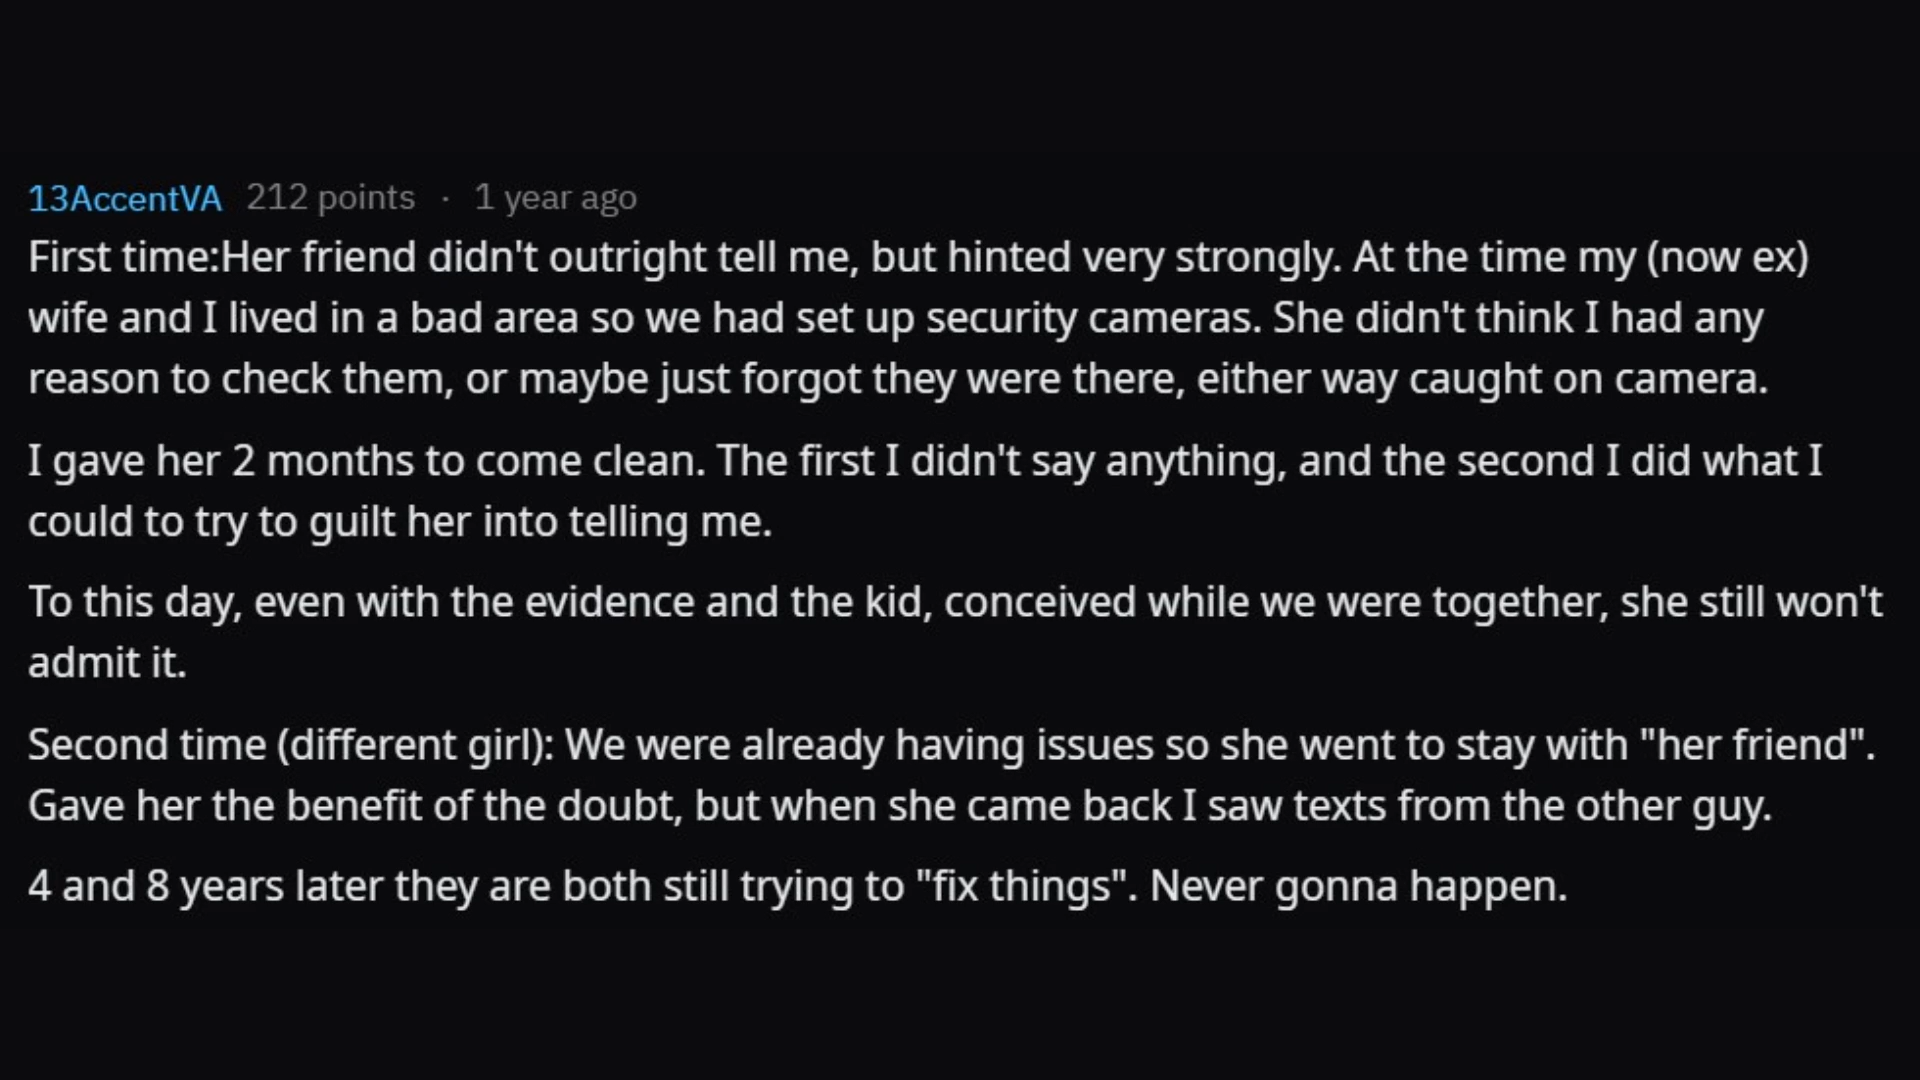 13AccentVA 212 points · 1 year ago
First time:Her friend didn't outright tell me, but hinted very strongly. At the time my (now ex)
wife and I lived in a bad area so we had set up security cameras. She didn't think I had any
reason to check them, or maybe just forgot they were there, either way caught on camera.
I gave her 2 months to come clean. The first I didn't say anything, and the second I did what I
could to try to guilt her into telling me.
To this day, even with the evidence and the kid, conceived while we were together, she still won't
admit it.
Second time (different girl): We were already having issues so she went to stay with "her friend".
Gave her the benefit of the doubt, but when she came back I saw texts from the other guy.
4 and 8 years later they are both still trying to "fix things". Never gonna happen.